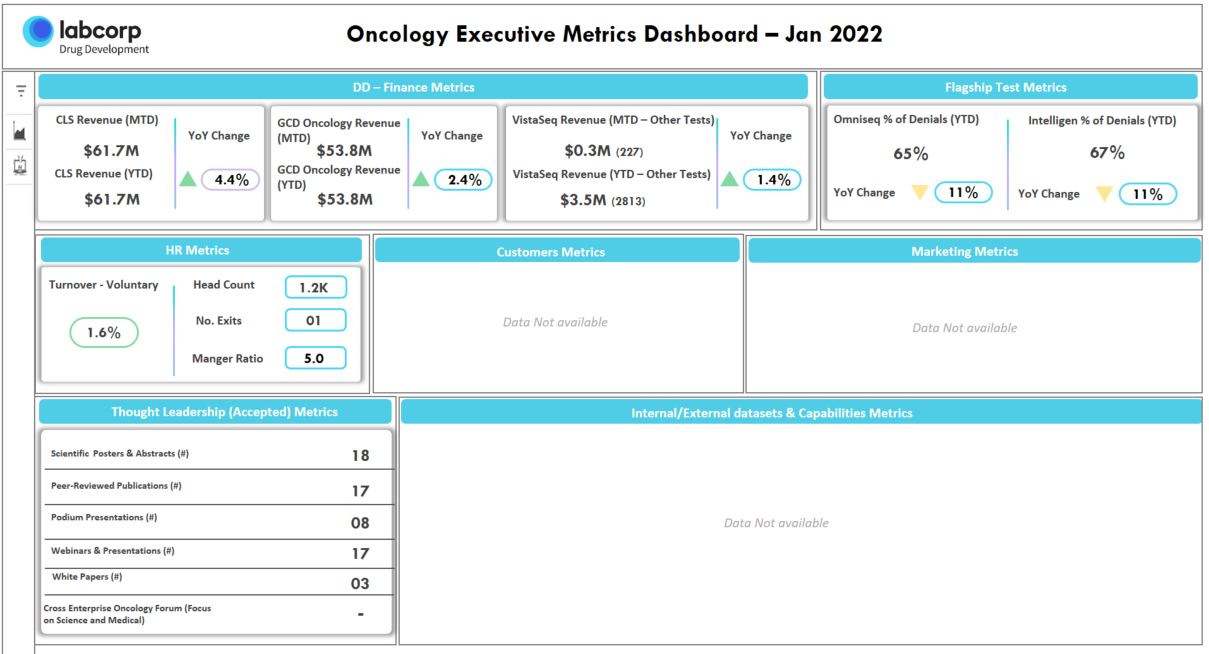 labcorp
Drug Development
Oncology Executive Metrics Dashboard – Jan 2022
DD – Finance Metrics
CLS Revenue (MTD)
$61.7M
CLS Revenue (YTD)
$61.7M
YoY Change
4.4%
GCD Oncology Revenue
(MTD)
$53.8M
GCD Oncology Revenue
(YTD)
$53.8M
YoY Change
2.4%
VistaSeq Revenue (MTD – Other Tests)
$0.3M (227)
VistaSeq Revenue (YTD – Other Tests)
$3.5M (2813)
YoY Change
1.4%
Flagship Test Metrics
Omniseq % of Denials (YTD)
65%
YoY Change
11%
Intelligen % of Denials (YTD)
67%
YoY Change
11%
HR Metrics
Turnover - Voluntary
1.6%
Head Count
1.2K
No. Exits
01
Manger Ratio
5.0
Customers Metrics
Data Not available
Marketing Metrics
Data Not available
Thought Leadership (Accepted) Metrics
Scientific Posters & Abstracts (#)
18
Peer-Reviewed Publications (#)
17
Podium Presentations (#)
08
Webinars & Presentations (#)
17
White Papers (#)
03
Cross Enterprise Oncology Forum (Focus
on Science and Medical)
-
Internal/External datasets & Capabilities Metrics
Data Not available